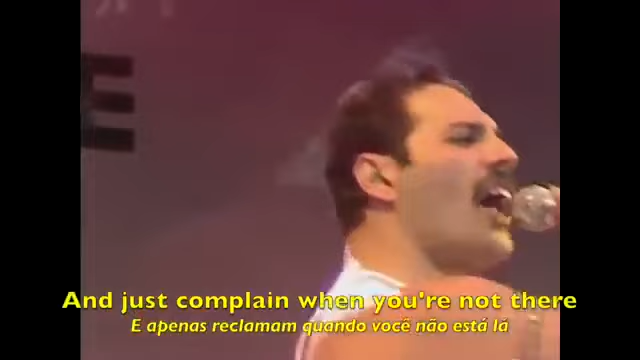 E
And just complain when you're not there
E apenas reclamam quando você não está lá